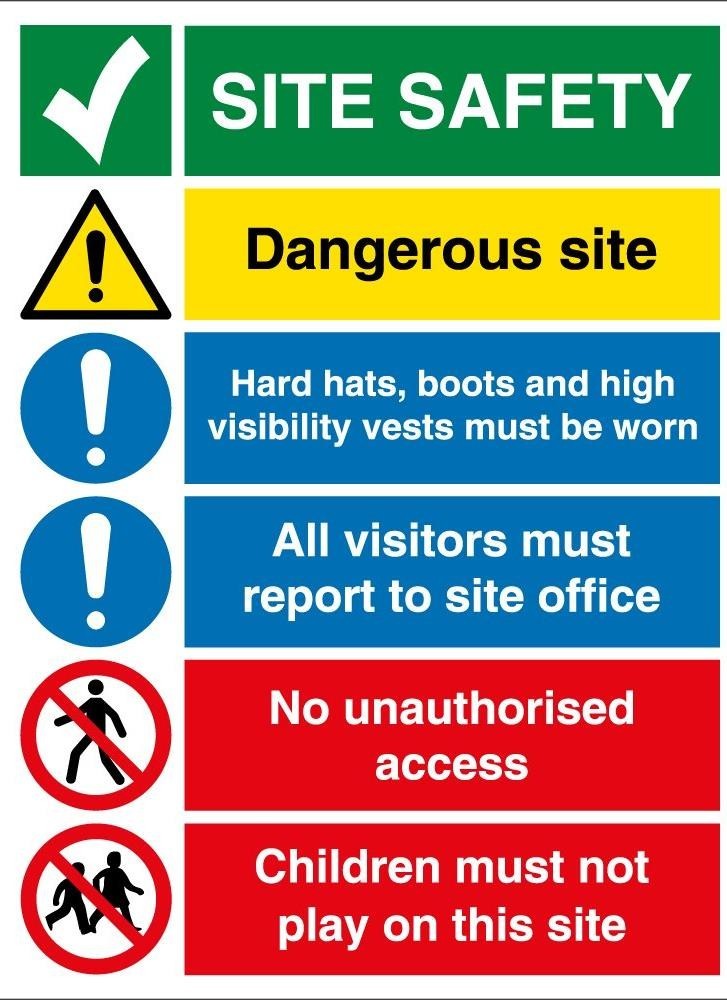 SITE SAFETY
Dangerous site
Hard hats, boots and high
visibility vests must be worn
All visitors must
report to site office
No unauthorised
access
Children must not
play on this site